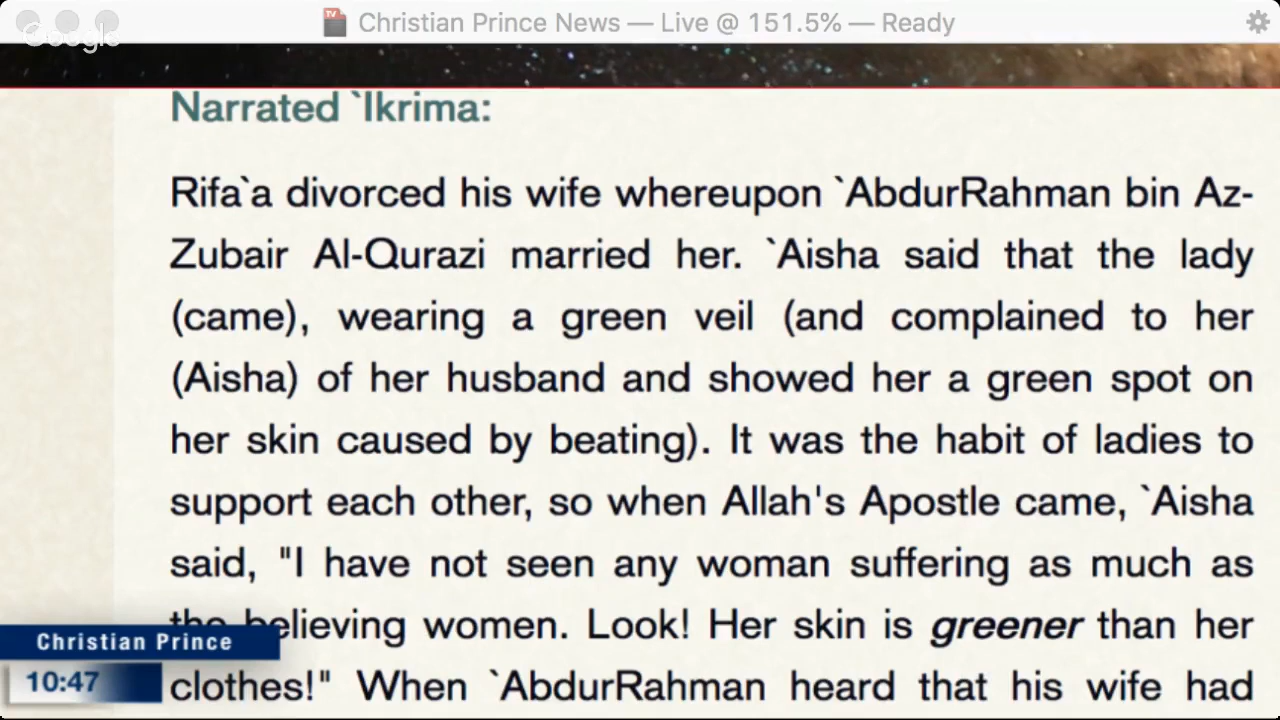 Christian Prince News — Live @ 151.5% — Ready
Google
Narrated `Ikrima:
Rifa`a divorced his wife whereupon `AbdurRahman bin Az-
Zubair Al-Qurazi married her. `Aisha said that the lady
(came), wearing a green veil (and complained to her
(Aisha) of her husband and showed her a green spot on
her skin caused by beating). It was the habit of ladies to
support each other, so when Allah's Apostle came, `Aisha
said, "I have not seen any woman suffering as much as
the believing women. Look! Her skin is greener than her
clothes!" When `AbdurRahman heard that his wife had
Christian Prince
10:47